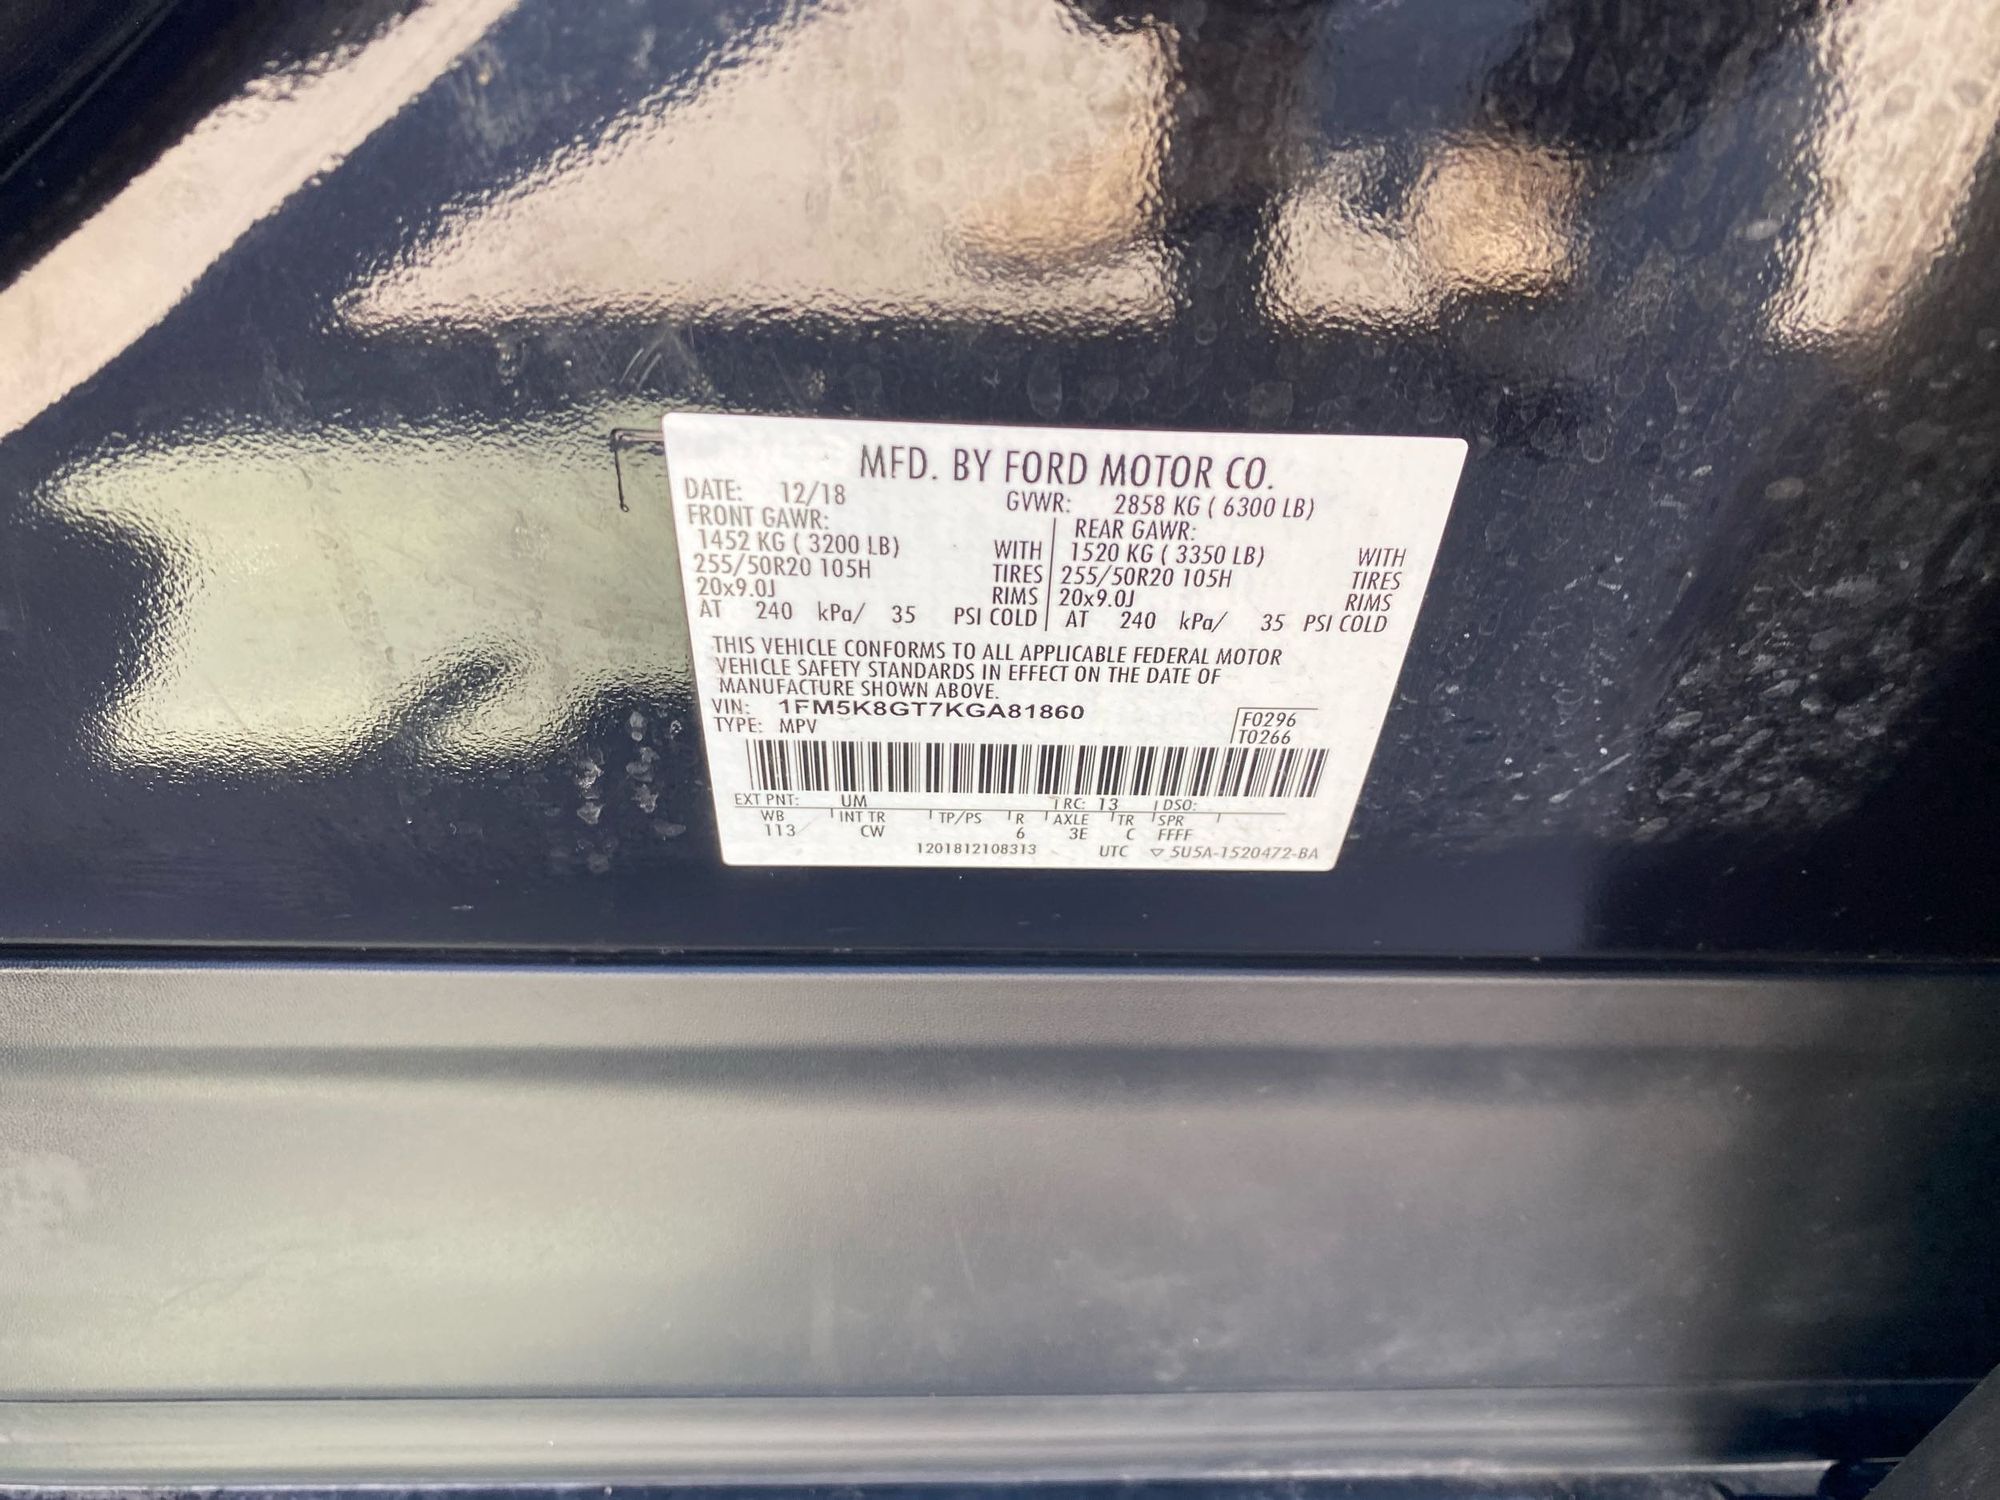 MFD. BY FORD MOTOR CO.
DATE: 12/18 GVWR: 2858 KG ( 6300 LB)
FRONT GAWR: REAR GAWR:
1452 KG ( 3200 LB) WITH 1520 KG ( 3350 LB) WITH
255/50R20 105H TIRES 255/50R20 105H TIRES
20x9.0J RIMS 20x9.0J RIMS
AT 240 kPa/ 35 PSI COLD AT 240 kPa/ 35 PSI COLD
THIS VEHICLE CONFORMS TO ALL APPLICABLE FEDERAL MOTOR
VEHICLE SAFETY STANDARDS IN EFFECT ON THE DATE OF
MANUFACTURE SHOWN ABOVE.
VIN: 1FM5K8GT7KGA81860 F0296
TYPE: MPV T0266
EXT PNT: UM RC: 13 DSO:
WB INT TR TP/PS R AXLE TR SPR
113 CW 6 3E C FFFF
1201812108313 UTC ▽ 5U5A-1520472-BA